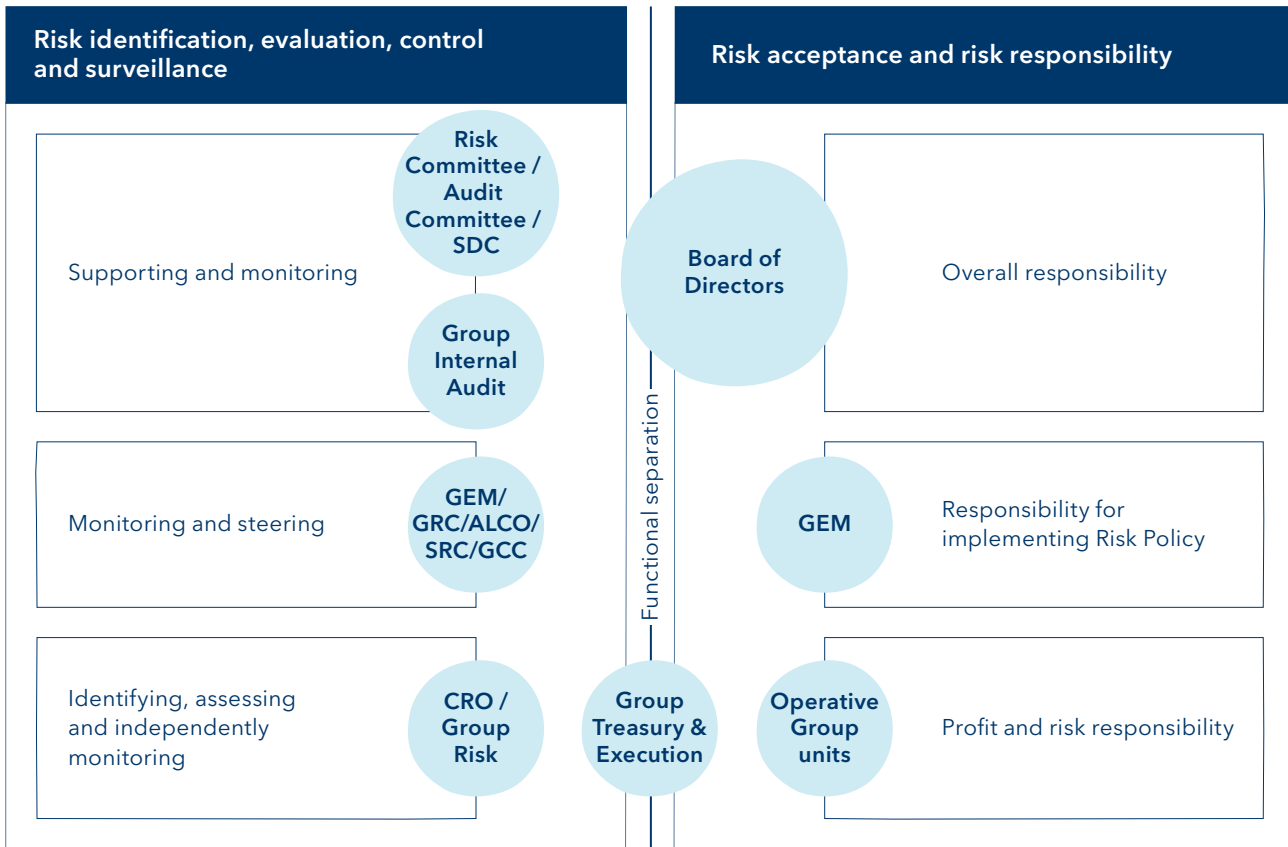 Risk identification, evaluation, control
and surveillance
Risk acceptance and risk responsibility
Supporting and monitoring
Risk
Committee /
Audit
Committee /
SDC
Group
Internal
Audit
Board of
Directors
Overall responsibility
Functional separation
Monitoring and steering
GEM/
GRC/ALCO/
SRC/GCC
GEM
Responsibility for
implementing Risk Policy
Identifying, assessing
and independently
monitoring
CRO /
Group
Risk
Group
Treasury &
Execution
Operative
Group
units
Profit and risk responsibility